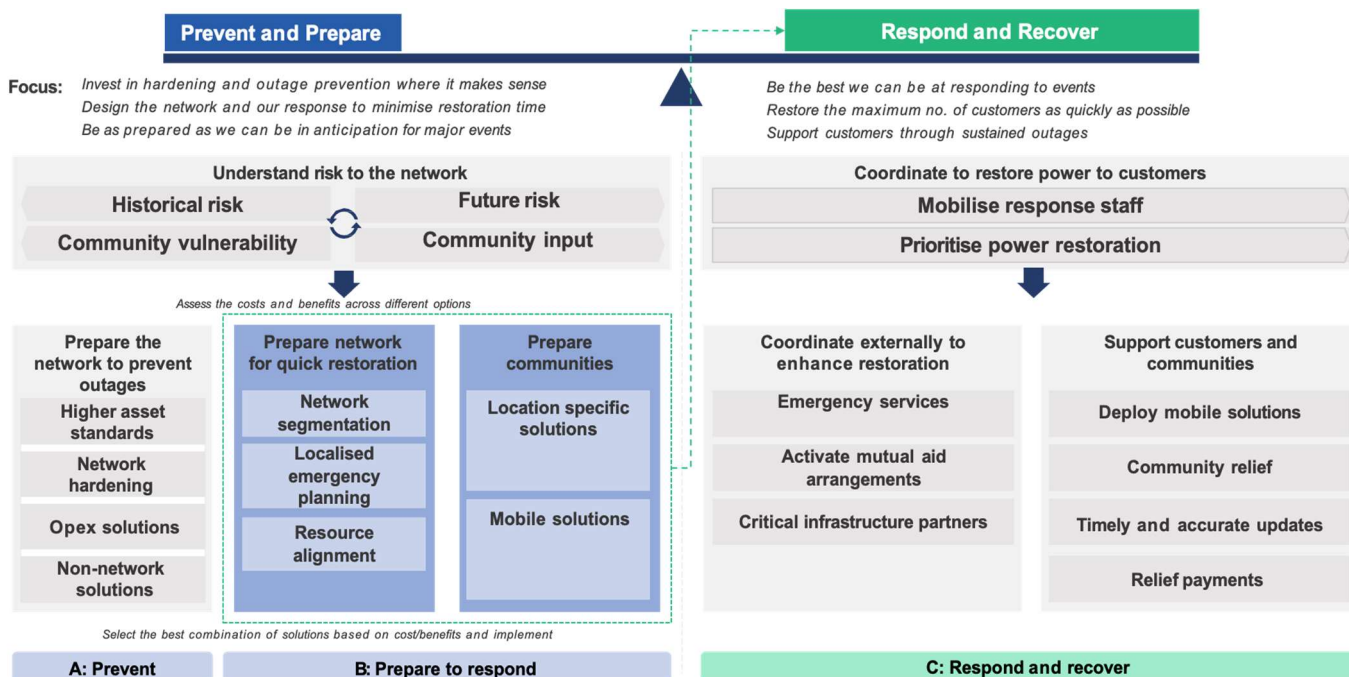 Prevent and Prepare
Respond and Recover
Focus:
Invest in hardening and outage prevention where it makes sense
Design the network and our response to minimise restoration time
Be as prepared as we can be in anticipation for major events
Be the best we can be at responding to events
Restore the maximum no. of customers as quickly as possible
Support customers through sustained outages
Understand risk to the network
Historical risk
Future risk
Community vulnerability
Community input
Coordinate to restore power to customers
Mobilise response staff
Prioritise power restoration
Assess the costs and benefits across different options
Prepare the
network to prevent
outages
Higher asset
standards
Network
hardening
Opex solutions
Non-network
solutions
Prepare network
for quick restoration
Network
segmentation
Localised
emergency
planning
Resource
alignment
Prepare
communities
Location specific
solutions
Mobile solutions
Coordinate externally to
enhance restoration
Emergency services
Activate mutual aid
arrangements
Critical infrastructure partners
Support customers and
communities
Deploy mobile solutions
Community relief
Timely and accurate updates
Relief payments
Select the best combination of solutions based on cost/benefits and implement
A: Prevent
B: Prepare to respond
C: Respond and recover